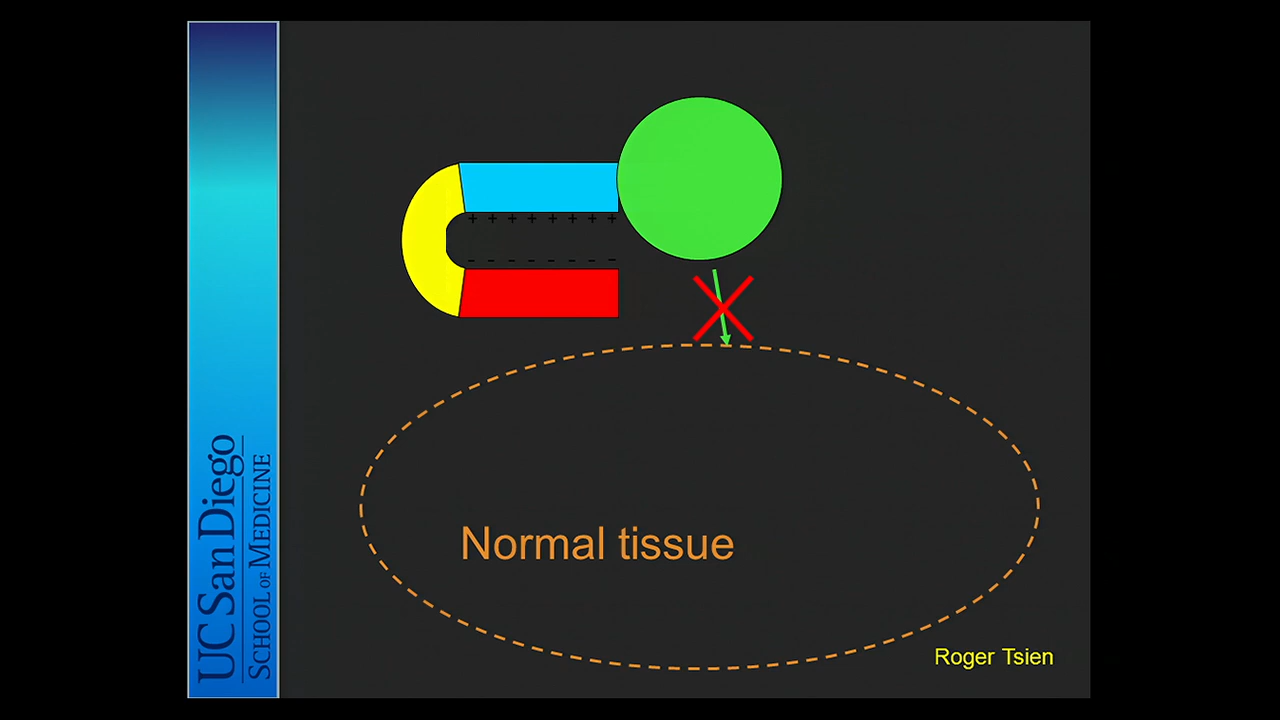 + + + + + + + +
- - - - - - - -
Normal tissue
Roger Tsien
UC San Diego
SCHOOL OF MEDICINE